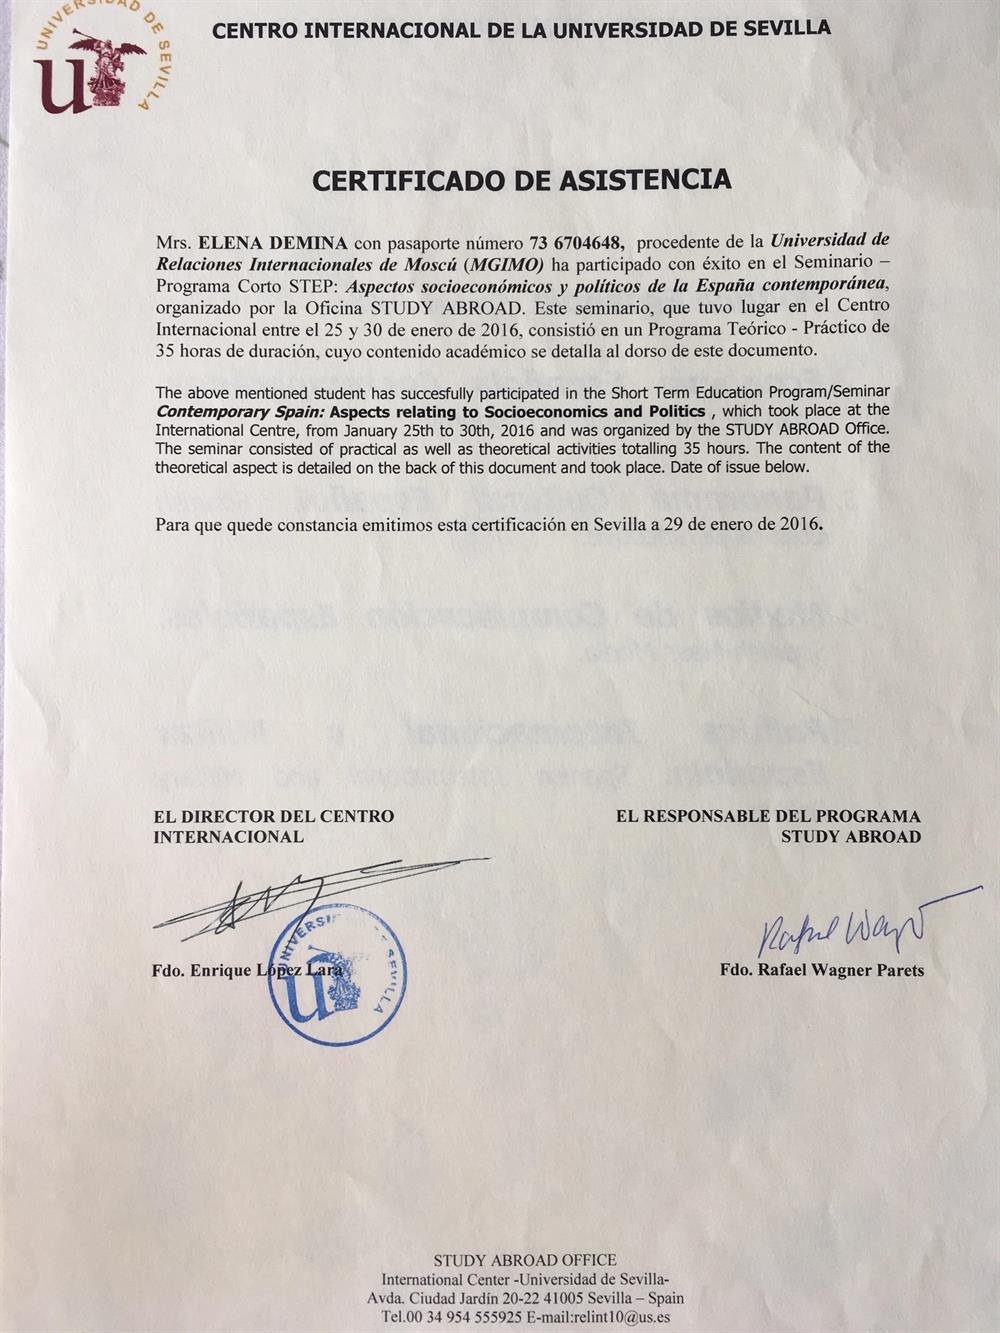 UNIVERSIDAD DE SEVILLA
U
CENTRO INTERNACIONAL DE LA UNIVERSIDAD DE SEVILLA
CERTIFICADO DE ASISTENCIA
Mrs. ELENA DEMINA con pasaporte número 73 6704648, procedente de la Universidad de
Relaciones Internacionales de Moscú (MGIMO) ha participado con éxito en el Seminario –
Programa Corto STEP: Aspectos socioeconómicos y políticos de la España contemporánea,
organizado por la Oficina STUDY ABROAD. Este seminario, que tuvo lugar en el Centro
Internacional entre el 25 y 30 de enero de 2016, consistió en un Programa Teórico - Práctico de
35 horas de duración, cuyo contenido académico se detalla al dorso de este documento.
The above mentioned student has succesfully participated in the Short Term Education Program/Seminar
Contemporary Spain: Aspects relating to Socioeconomics and Politics , which took place at the
International Centre, from January 25th to 30th, 2016 and was organized by the STUDY ABROAD Office.
The seminar consisted of practical as well as theoretical activities totalling 35 hours. The content of the
theoretical aspect is detailed on the back of this document and took place. Date of issue below.
Para que quede constancia emitimos esta certificación en Sevilla a 29 de enero de 2016.
EL DIRECTOR DEL CENTRO
INTERNACIONAL
EL RESPONSABLE DEL PROGRAMA
STUDY ABROAD
Rafael Wagner
UNIVERSIDAD DE SEVILLA
U
Fdo. Enrique López Lara
Fdo. Rafael Wagner Parets
STUDY ABROAD OFFICE
International Center -Universidad de Sevilla-
Avda. Ciudad Jardín 20-22 41005 Sevilla – Spain
Tel.00 34 954 555925 E-mail:relint10@us.es